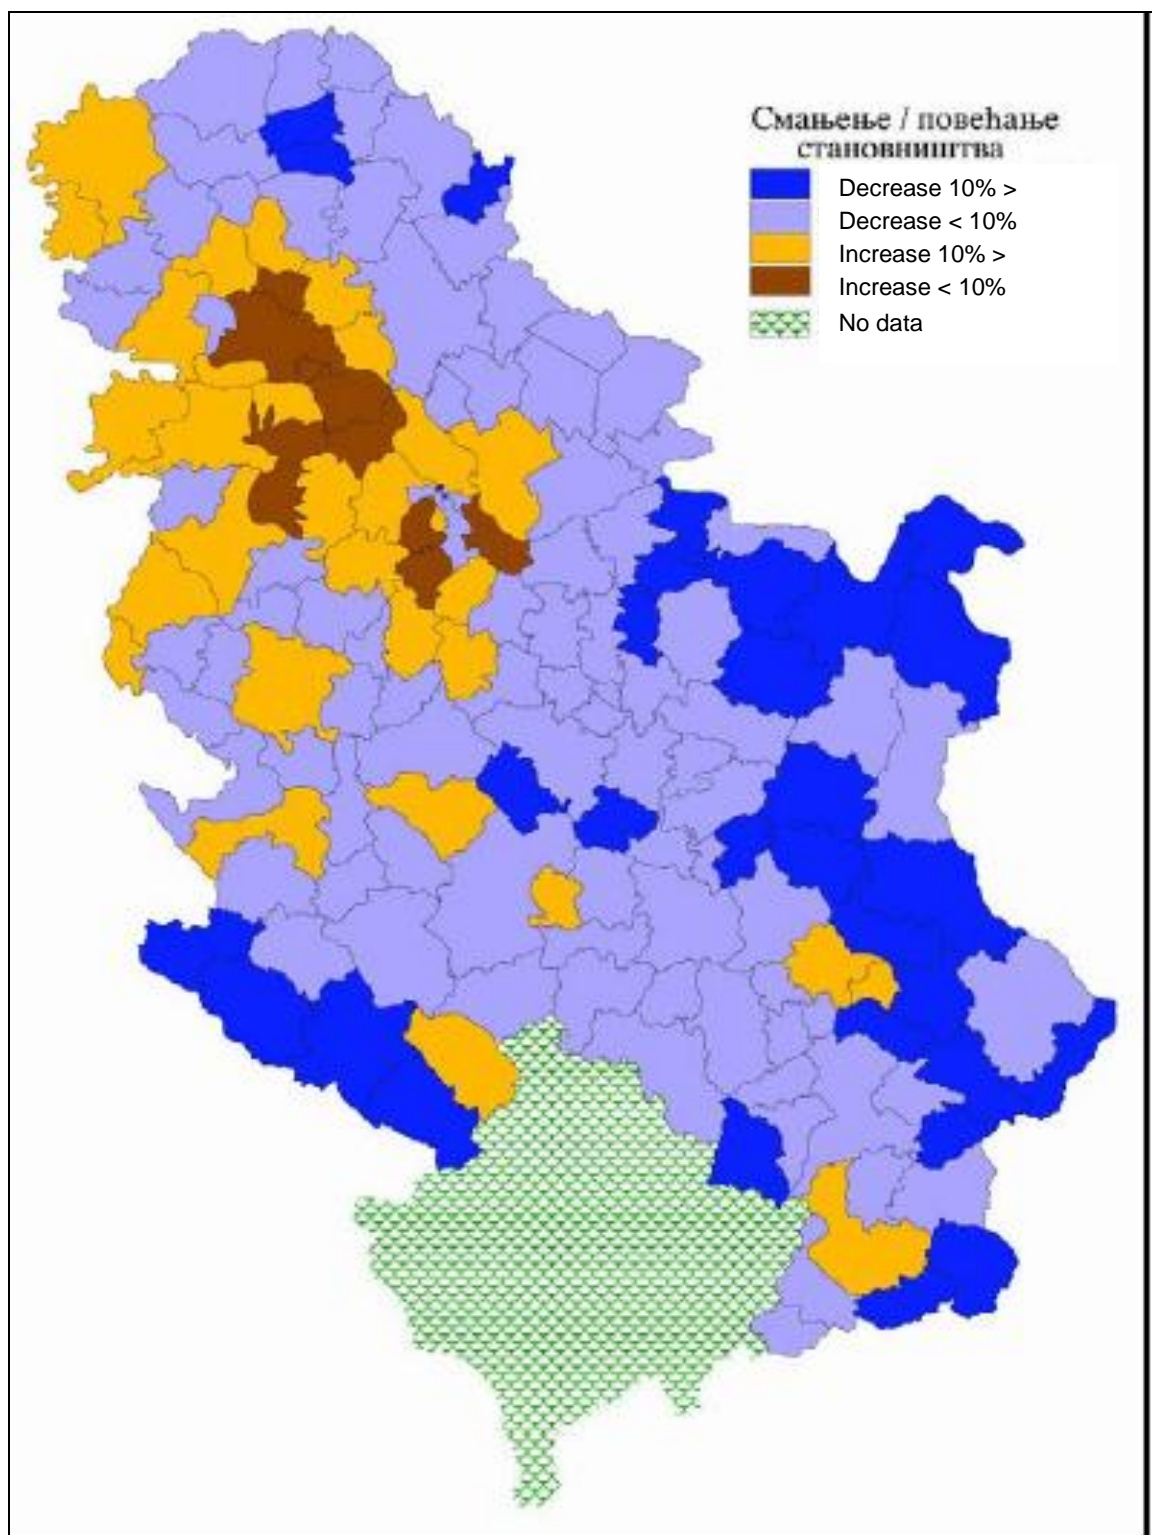 Смањење / повећање
становништва
Decrease 10% >
Decrease < 10%
Increase 10% >
Increase < 10%
No data